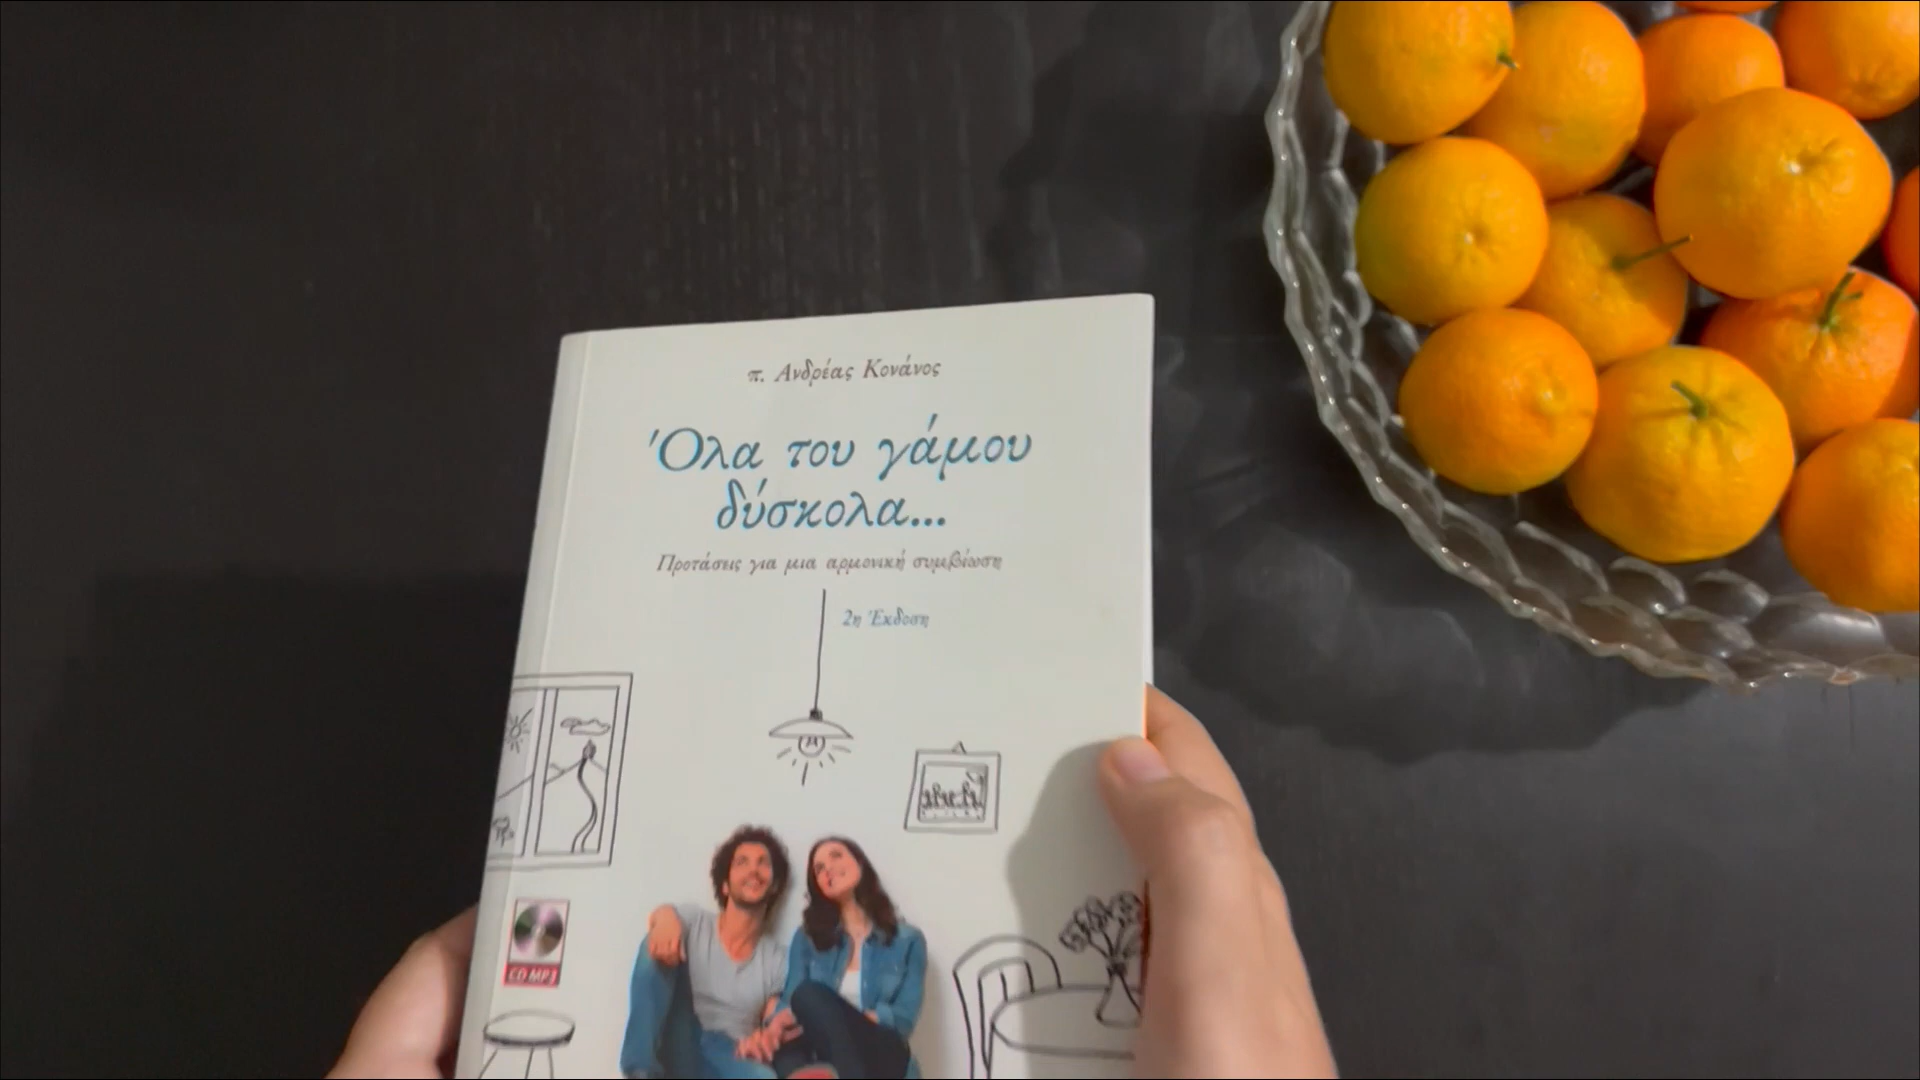 π. Ανδρέας Κονάνος
Όλα του γάμου
δύσκολα...
Προτάσεις για μια αρμονική συμβίωση
2η Έκδοση
CD MP3